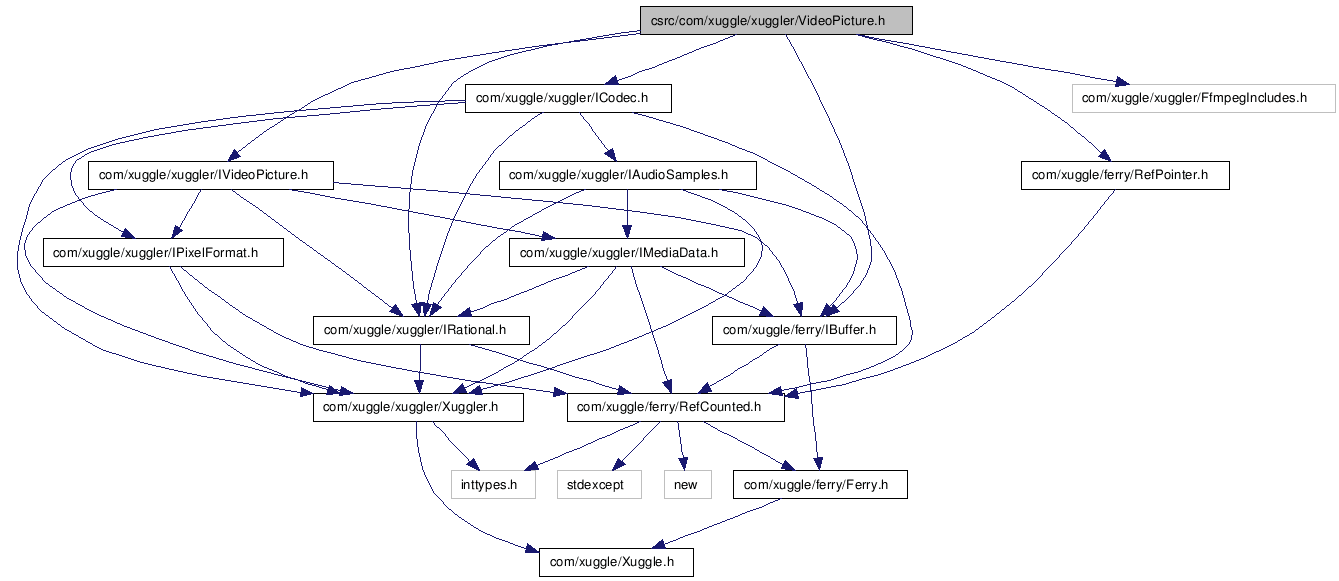 csrc/com/xuggle/xuggler/VideoPicture.h
com/xuggle/xuggler/ICodec.h
com/xuggle/xuggler/FfmpegIncludes.h
com/xuggle/xuggler/IVideoPicture.h
com/xuggle/xuggler/IAudioSamples.h
com/xuggle/ferry/RefPointer.h
com/xuggle/xuggler/IPixelFormat.h
com/xuggle/xuggler/IMediaData.h
com/xuggle/xuggler/IRational.h
com/xuggle/ferry/IBuffer.h
com/xuggle/xuggler/Xuggler.h
com/xuggle/ferry/RefCounted.h
inttypes.h
stdexcept
new
com/xuggle/ferry/Ferry.h
com/xuggle/Xuggle.h